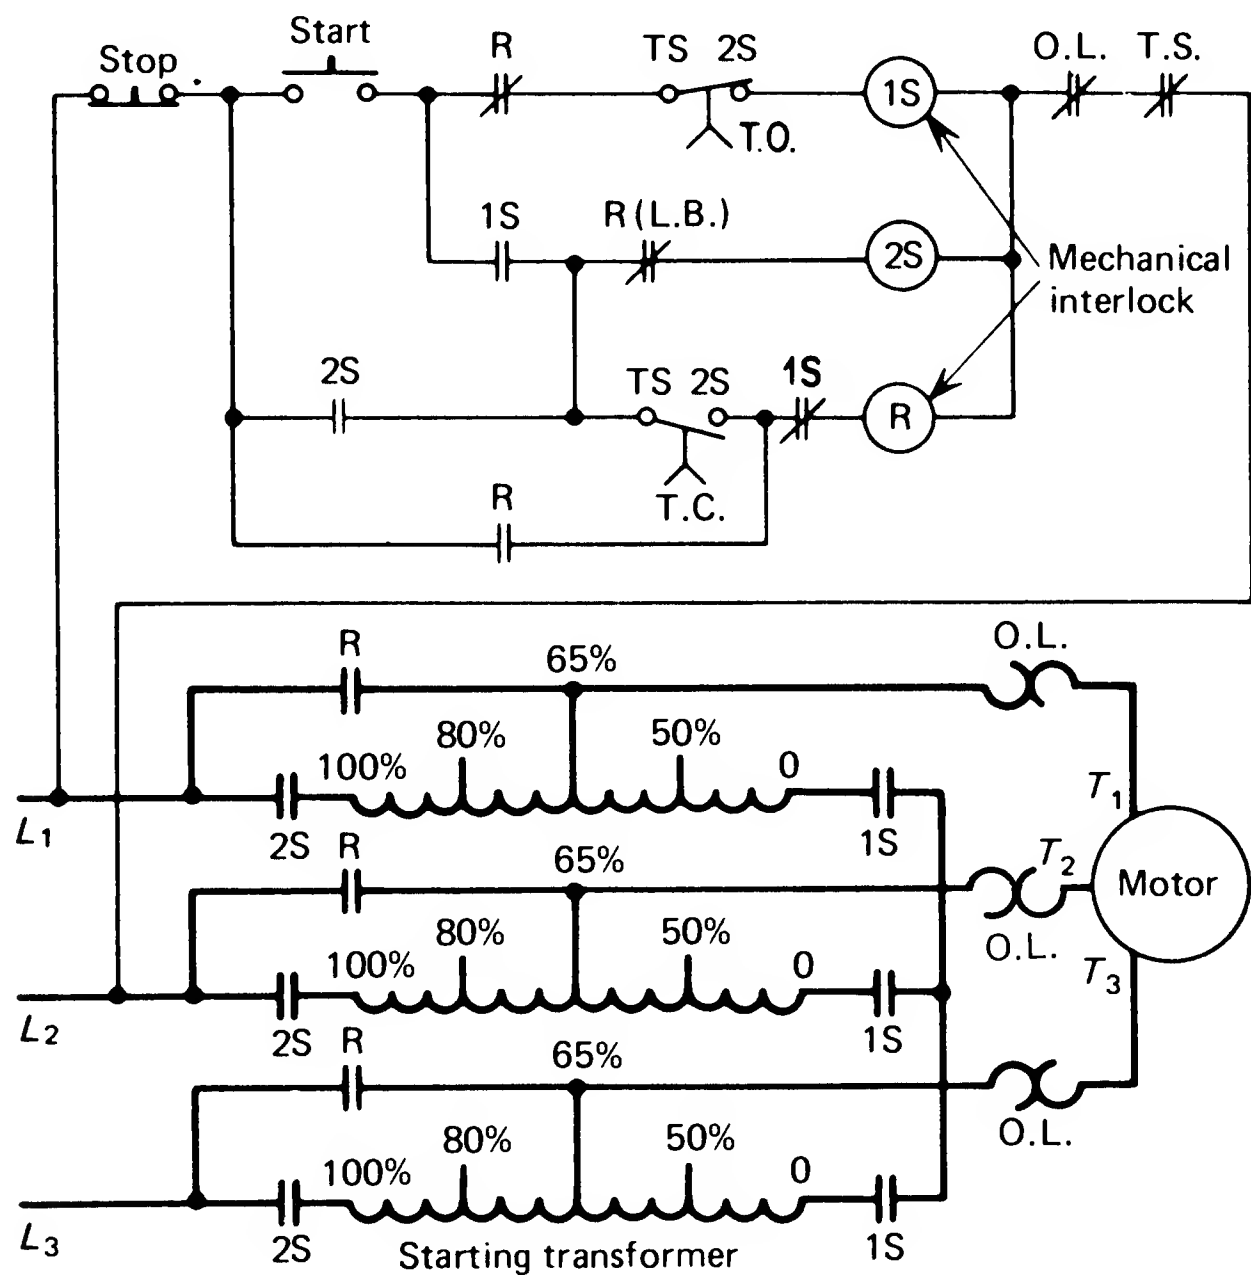 Stop
Start
R
TS 2S
T.O.
1S
O.L.
T.S.
1S
R (L.B.)
2S
Mechanical
interlock
2S
TS 2S
T.C.
1S
R
R
R
65%
O.L.
80%
50%
100%
0
L1
2S
1S
T1
R
65%
T2
Motor
80%
50%
O.L.
100%
0
T3
L2
2S
1S
R
65%
80%
50%
O.L.
100%
0
L3
2S
1S
Starting transformer